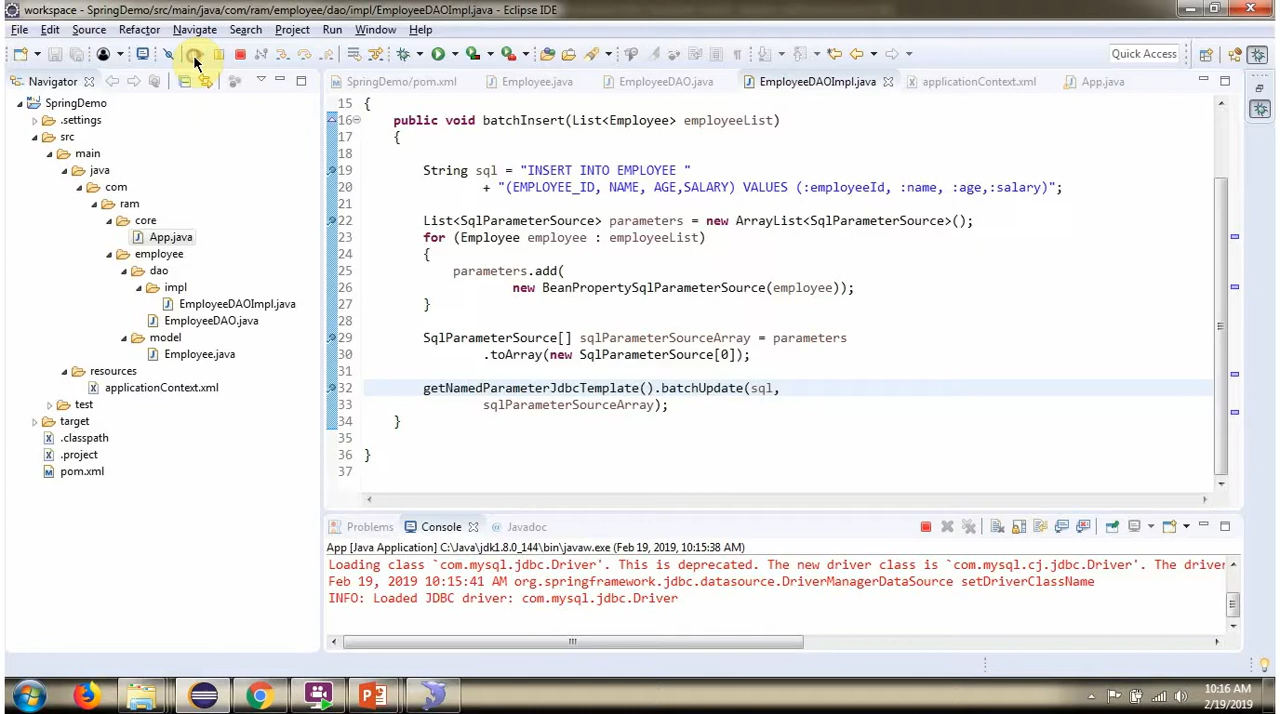 workspace - SpringDemo/src/main/java/com/ram/employee/dao/impl/EmployeeDAOImpl.java - Eclipse IDE
File Edit Source Refactor Navigate Search Project Run Window Help
Quick Access
Navigator
SpringDemo/pom.xml Employee.java EmployeeDAO.java EmployeeDAOImpl.java applicationContext.xml App.java
SpringDemo
.settings
src
main
java
com
ram
core
App.java
employee
dao
impl
EmployeeDAOImpl.java
EmployeeDAO.java
model
Employee.java
resources
applicationContext.xml
test
target
.classpath
.project
pom.xml
15 {
16 public void batchInsert(List<Employee> employeeList)
17 {
18
19 String sql = "INSERT INTO EMPLOYEE "
20 + "(EMPLOYEE_ID, NAME, AGE,SALARY) VALUES (:employeeId, :name, :age,:salary)";
21
22 List<SqlParameterSource> parameters = new ArrayList<SqlParameterSource>();
23 for (Employee employee : employeeList)
24 {
25 parameters.add(
26 new BeanPropertySqlParameterSource(employee));
27 }
28
29 SqlParameterSource[] sqlParameterSourceArray = parameters
30 .toArray(new SqlParameterSource[0]);
31
32 getNamedParameterJdbcTemplate().batchUpdate(sql,
33 sqlParameterSourceArray);
34 }
35
36 }
37
Problems Console Javadoc
App [Java Application] C:\Java\jdk1.8.0_144\bin\javaw.exe (Feb 19, 2019, 10:15:38 AM)
Loading class `com.mysql.jdbc.Driver'. This is deprecated. The new driver class is `com.mysql.cj.jdbc.Driver'. The driver
Feb 19, 2019 10:15:41 AM org.springframework.jdbc.datasource.DriverManagerDataSource setDriverClassName
INFO: Loaded JDBC driver: com.mysql.jdbc.Driver
10:16 AM
2/19/2019